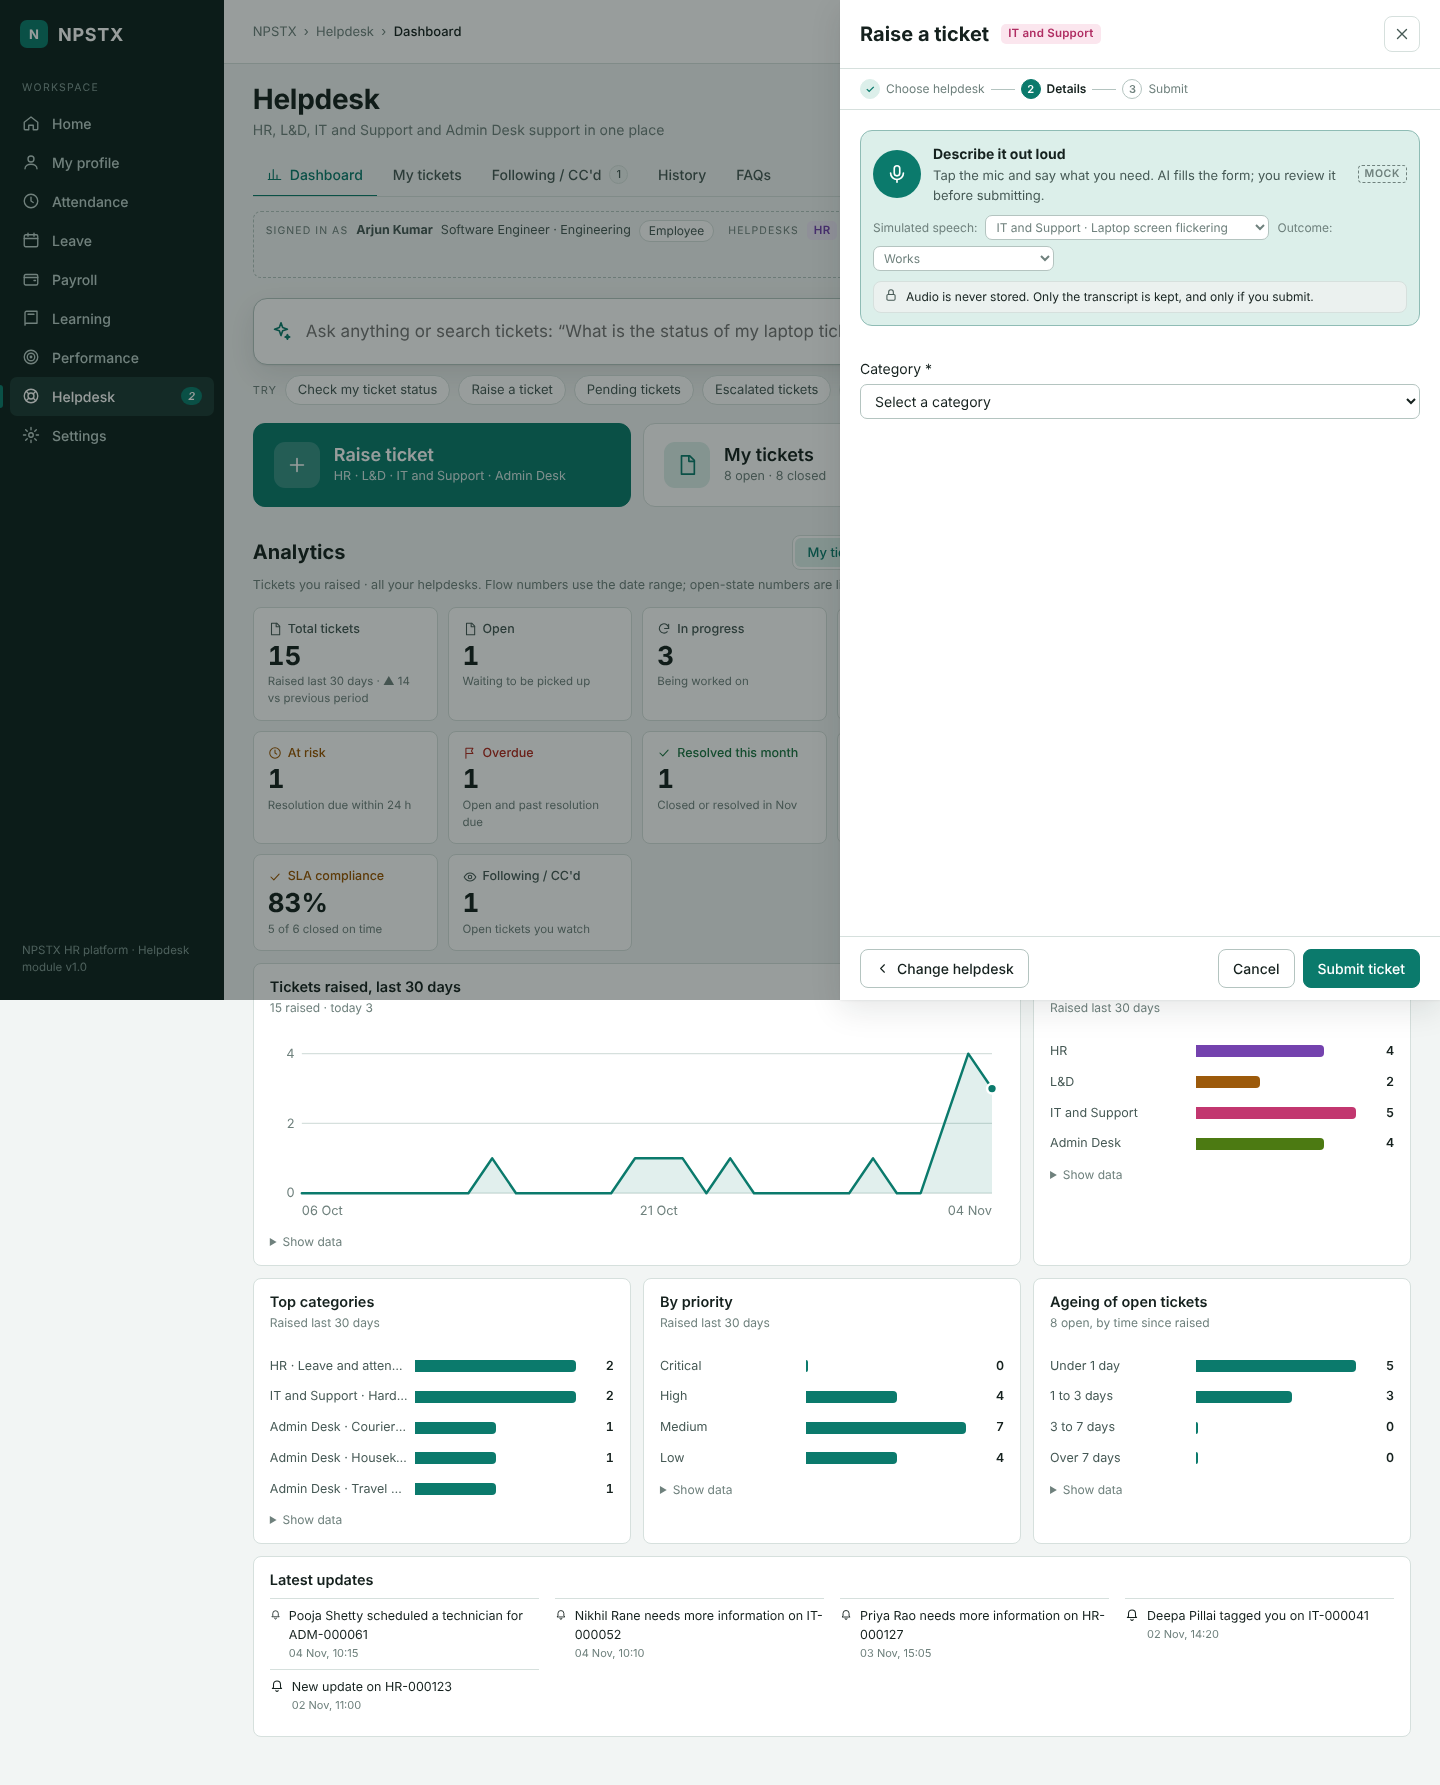 N NPSTX
WORKSPACE
Home
My profile
Attendance
Leave
Payroll
Learning
Performance
Helpdesk 2
Settings
NPSTX HR platform · Helpdesk
module v1.0
NPSTX › Helpdesk › Dashboard
Helpdesk
HR, L&D, IT and Support and Admin Desk support in one place
Dashboard My tickets Following / CC'd 1 History FAQs
SIGNED IN AS Arjun Kumar Software Engineer · Engineering Employee HELPDESKS HR
Ask anything or search tickets: “What is the status of my laptop tic
TRY Check my ticket status Raise a ticket Pending tickets Escalated tickets
Raise ticket
HR · L&D · IT and Support · Admin Desk
My tickets
8 open · 8 closed
Analytics
My ti
Tickets you raised · all your helpdesks. Flow numbers use the date range; open-state numbers are l
Total tickets
15
Raised last 30 days · ▲ 14
vs previous period
Open
1
Waiting to be picked up
In progress
3
Being worked on
At risk
1
Resolution due within 24 h
Overdue
1
Open and past resolution
due
Resolved this month
1
Closed or resolved in Nov
SLA compliance
83%
5 of 6 closed on time
Following / CC'd
1
Open tickets you watch
Raise a ticket IT and Support
Choose helpdesk 2 Details 3 Submit
Describe it out loud
Tap the mic and say what you need. AI fills the form; you review it
before submitting.
MOCK
Simulated speech: IT and Support · Laptop screen flickering Outcome:
Works
Audio is never stored. Only the transcript is kept, and only if you submit.
Category *
Select a category
Change helpdesk Cancel Submit ticket
Tickets raised, last 30 days
15 raised · today 3
4
2
0
06 Oct 21 Oct 04 Nov
Show data
Raised last 30 days
HR 4
L&D 2
IT and Support 5
Admin Desk 4
Show data
Top categories
Raised last 30 days
HR · Leave and atten... 2
IT and Support · Hard... 2
Admin Desk · Courier... 1
Admin Desk · Housek... 1
Admin Desk · Travel ... 1
Show data
By priority
Raised last 30 days
Critical 0
High 4
Medium 7
Low 4
Show data
Ageing of open tickets
8 open, by time since raised
Under 1 day 5
1 to 3 days 3
3 to 7 days 0
Over 7 days 0
Show data
Latest updates
Pooja Shetty scheduled a technician for
ADM-000061
04 Nov, 10:15
Nikhil Rane needs more information on IT-
000052
04 Nov, 10:10
Priya Rao needs more information on HR-
000127
03 Nov, 15:05
Deepa Pillai tagged you on IT-000041
02 Nov, 14:20
New update on HR-000123
02 Nov, 11:00